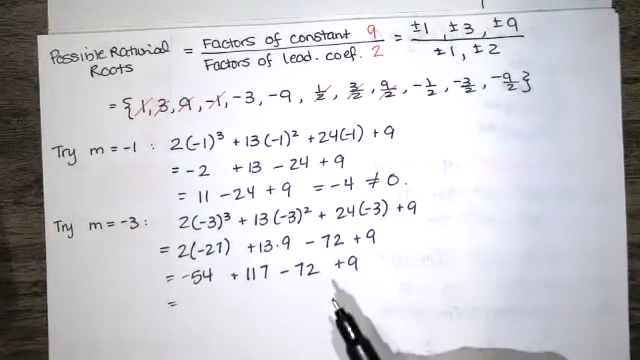 Possible Rational Roots = Factors of constant 9 / Factors of lead. coef. 2 = ±1, ±3, ±9 / ±1, ±2
= {1, 3, 9, -1, -3, -9, 1/2, 3/2, 9/2, -1/2, -3/2, -9/2}
Try m = -1 : 2(-1)³ + 13(-1)² + 24(-1) + 9
= -2 + 13 - 24 + 9
= 11 - 24 + 9 = -4 ≠ 0.
Try m = -3 : 2(-3)³ + 13(-3)² + 24(-3) + 9
= 2(-27) + 13·9 - 72 + 9
= -54 + 117 - 72 + 9
=